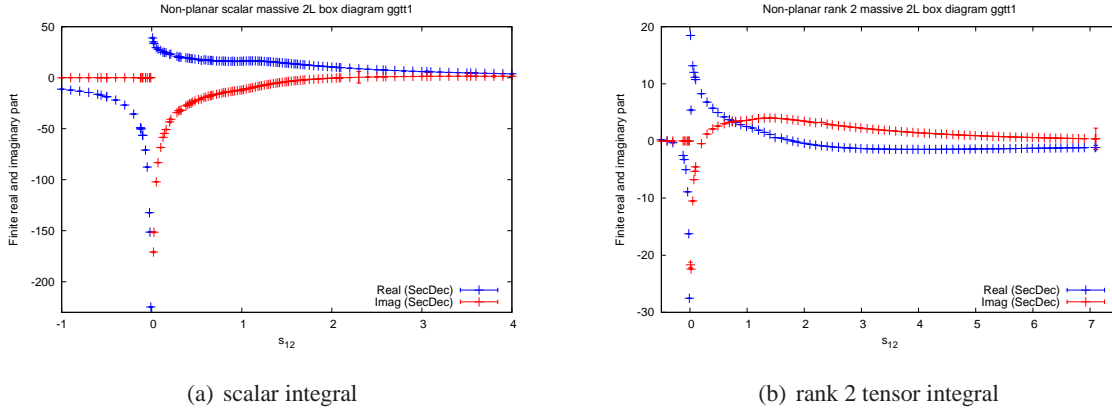 Non-planar scalar massive 2L box diagram ggtt1
Finite real and imaginary part
50
0
-50
-100
-150
-200
-1
0
1
2
3
4
s12
Real (SecDec)
Imag (SecDec)
(a) scalar integral
Non-planar rank 2 massive 2L box diagram ggtt1
Finite real and imaginary part
20
10
0
-10
-20
-30
0
1
2
3
4
5
6
7
s12
Real (SecDec)
Imag (SecDec)
(b) rank 2 tensor integral